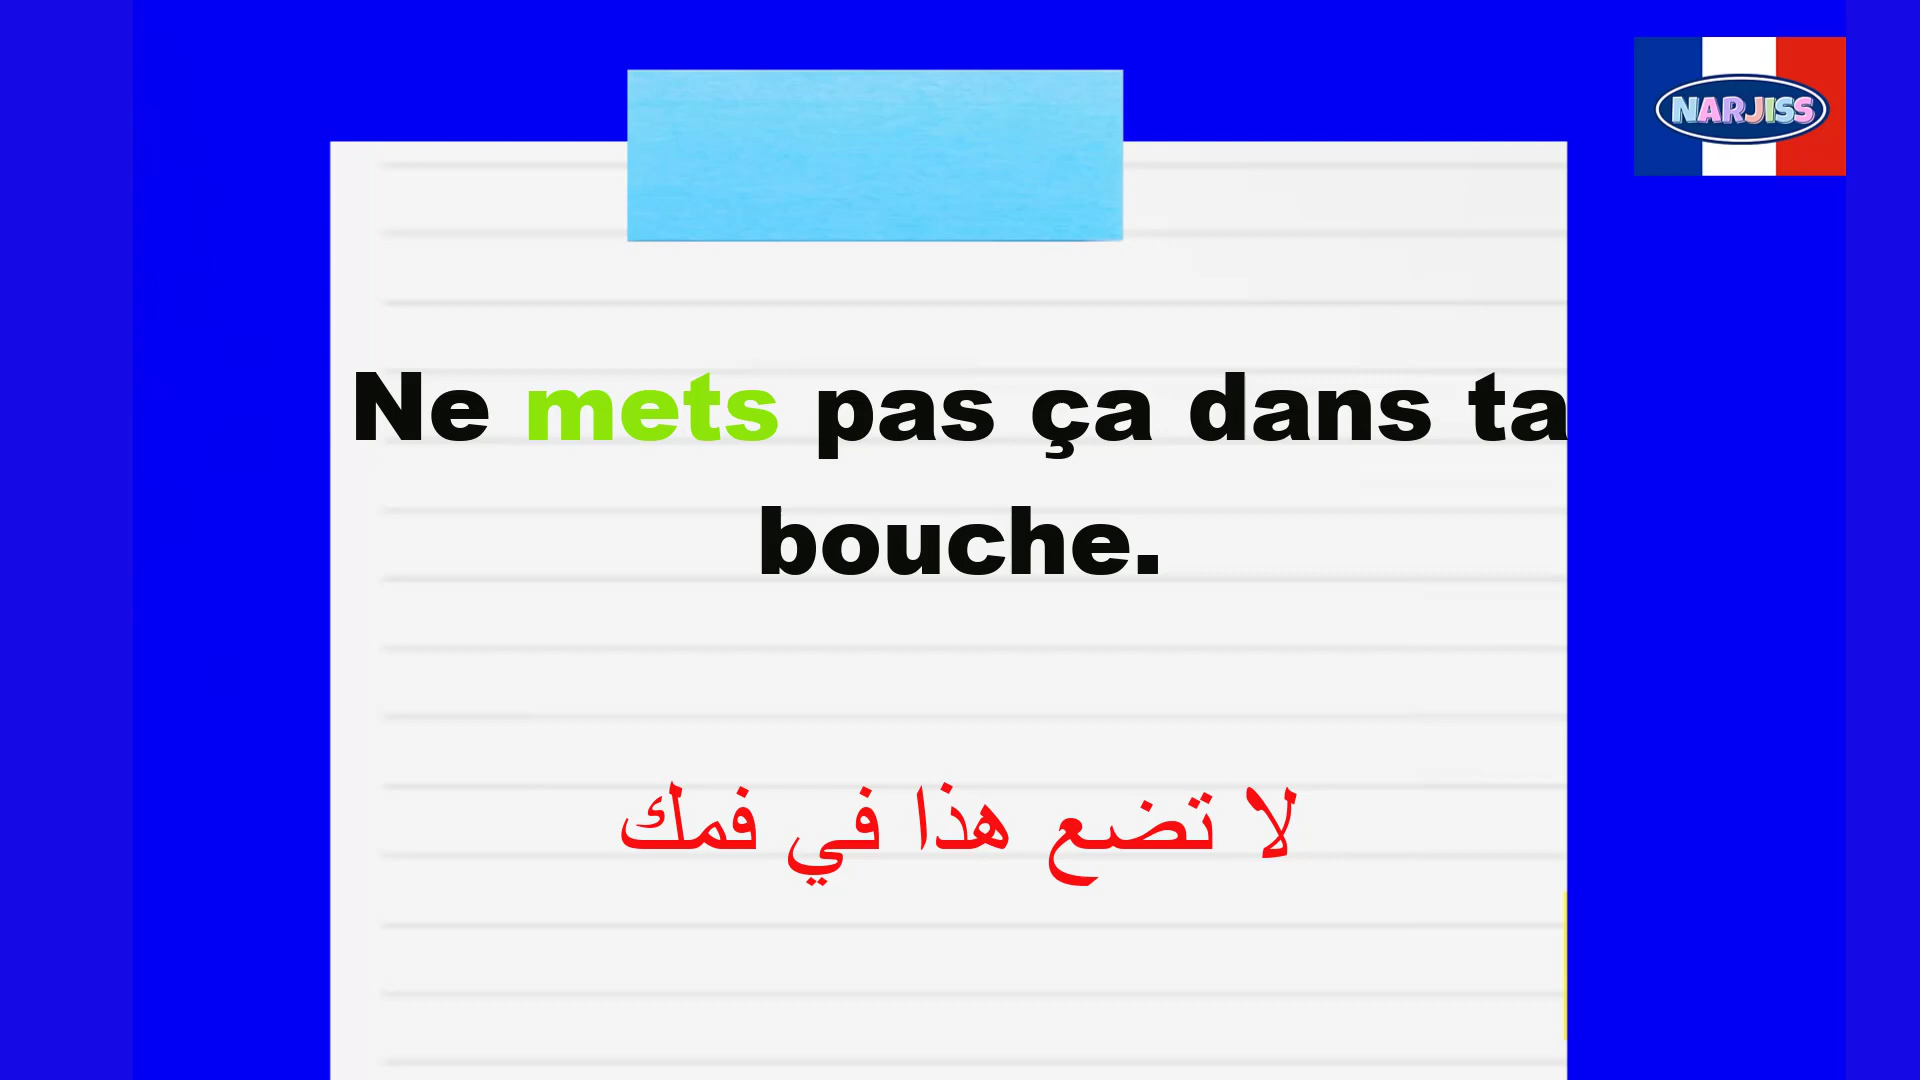 NARJISS
Ne mets pas ça dans ta
bouche.
لا تضع هذا في فمك